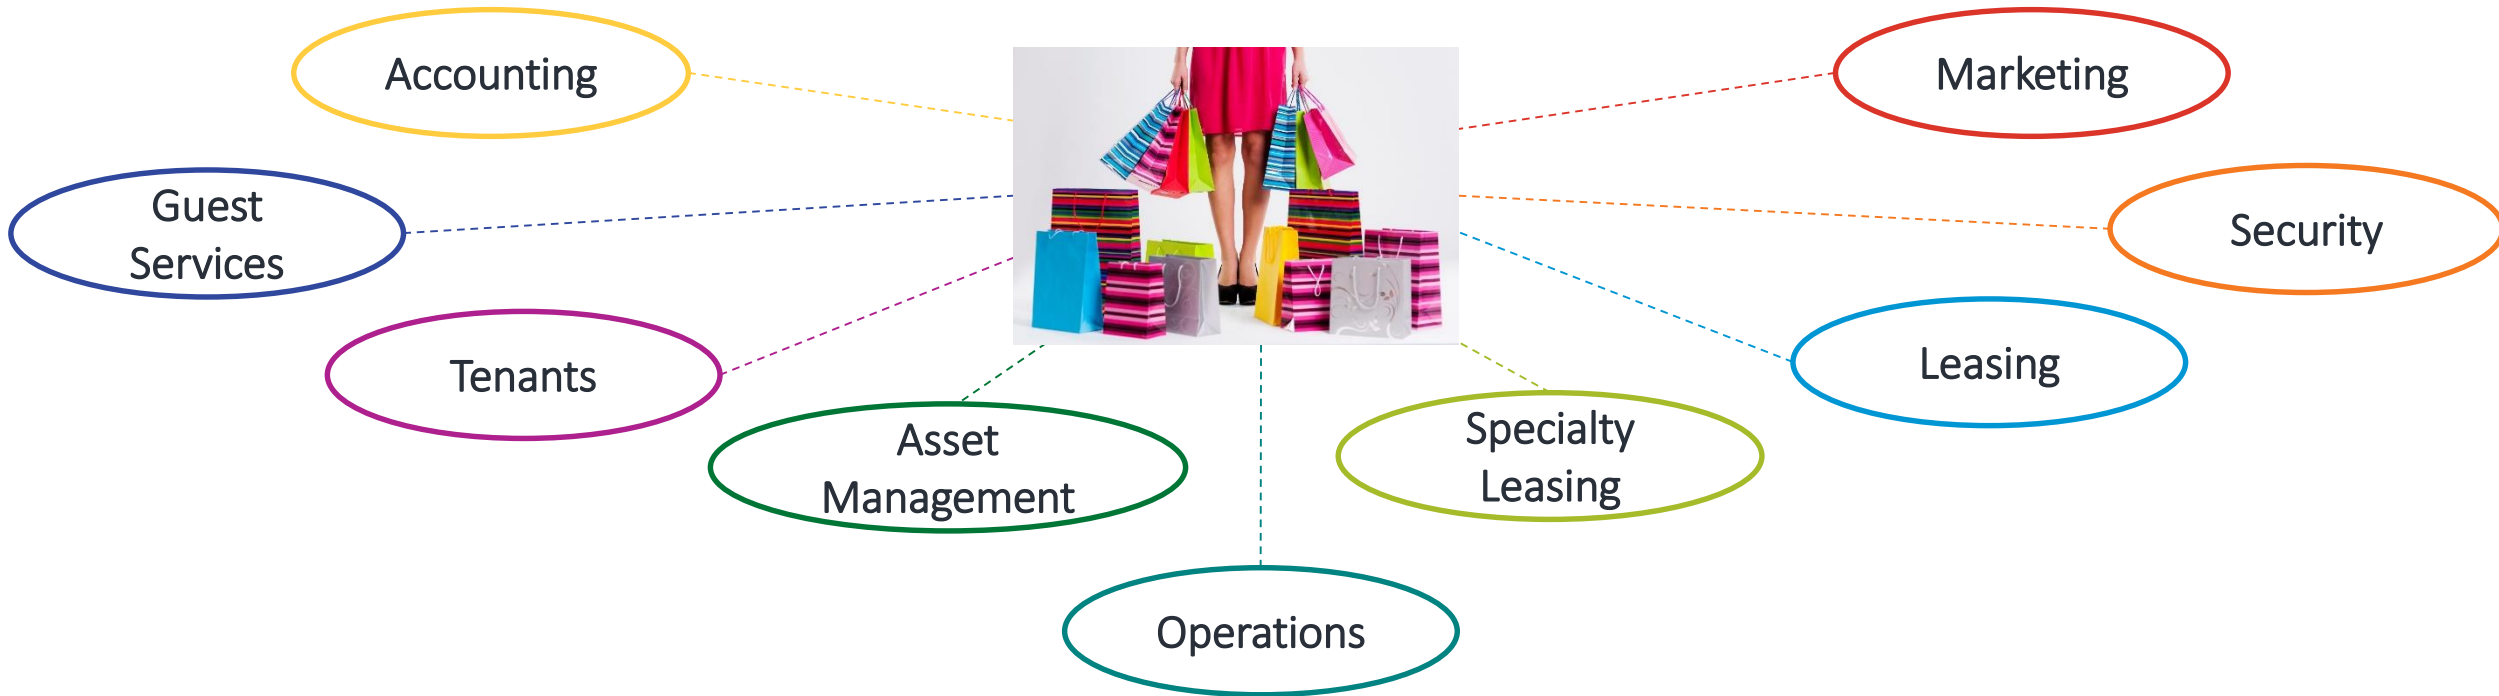 Accounting
Marketing
Guest
Services
Security
Tenants
Leasing
Asset
Management
Specialty
Leasing
Operations